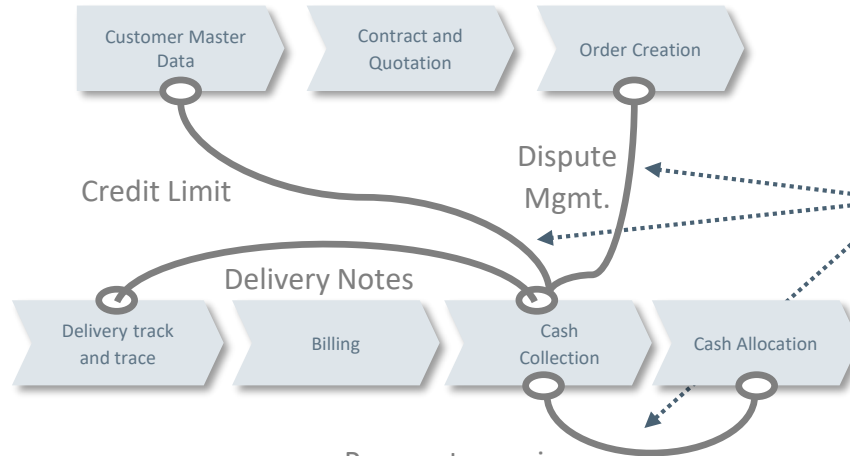 Customer Master
Data
Contract and
Quotation
Order Creation
Dispute
Mgmt.
Credit Limit
Delivery Notes
Delivery track
and trace
Billing
Cash
Collection
Cash Allocation